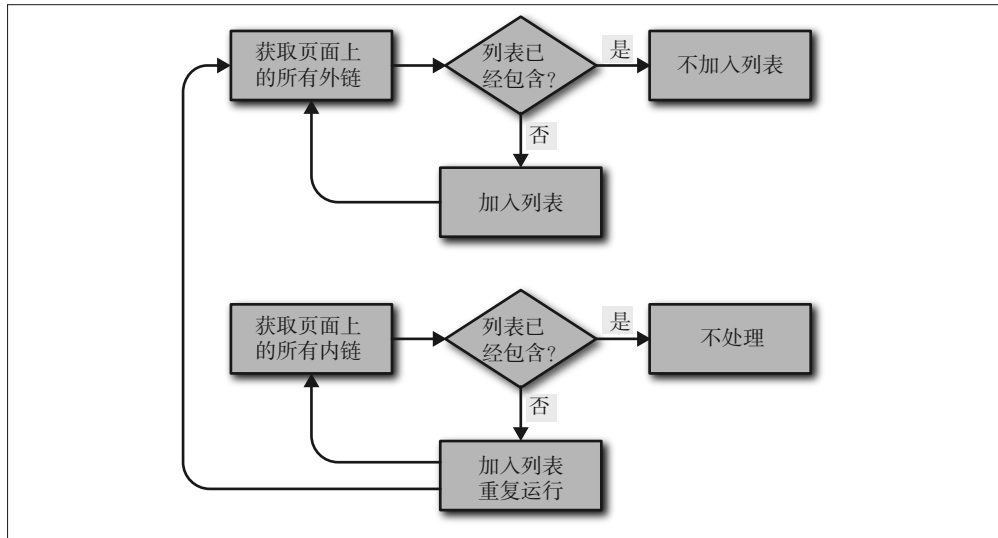 获取页面上
的所有外链
列表已
经包含?
是
不加入列表
否
加入列表
获取页面上
的所有内链
列表已
经包含?
是
不处理
否
加入列表
重复运行